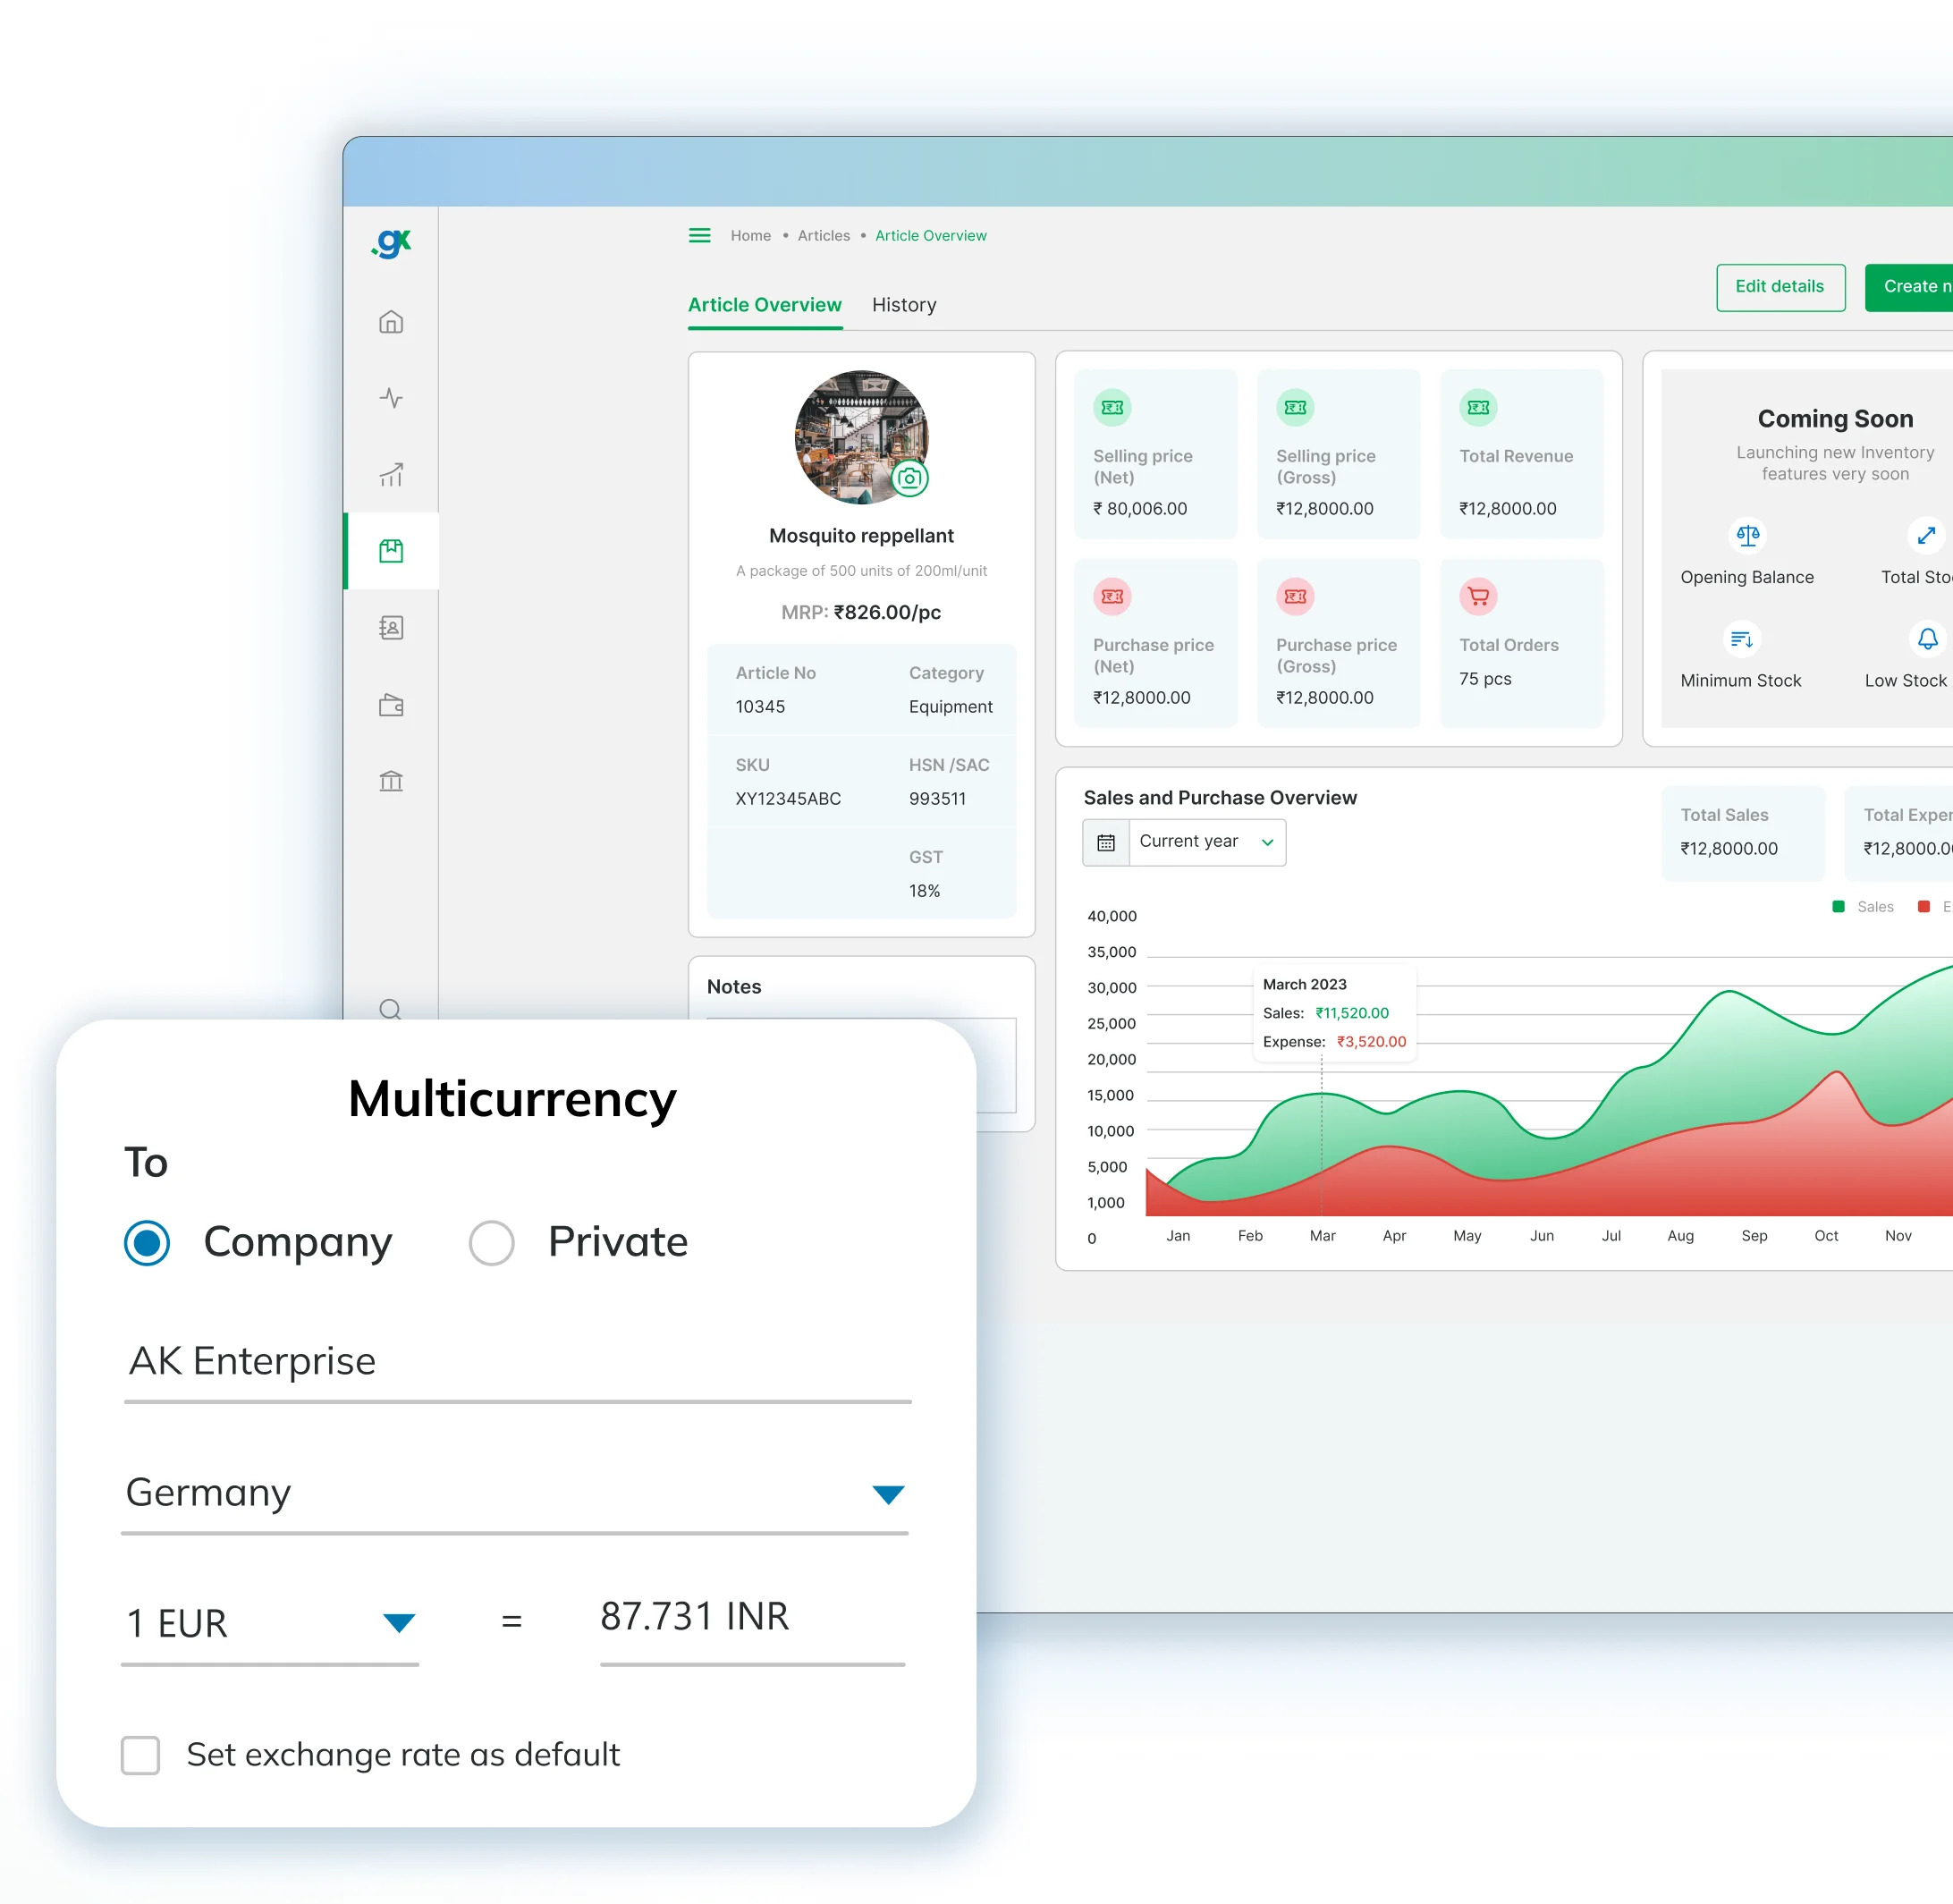 .gx
Home • Articles • Article Overview
Article Overview
History
Edit details
Create n
Mosquito reppellant
A package of 500 units of 200ml/unit
MRP: ₹826.00/pc
Article No
Category
10345
Equipment
SKU
HSN /SAC
XY12345ABC
993511
GST
18%
Notes
Selling price
(Net)
₹ 80,006.00
Selling price
(Gross)
₹12,8000.00
Total Revenue
₹12,8000.00
Purchase price
(Net)
₹12,8000.00
Purchase price
(Gross)
₹12,8000.00
Total Orders
75 pcs
Coming Soon
Launching new Inventory
features very soon
Opening Balance
Total Sto
Minimum Stock
Low Stock
Sales and Purchase Overview
Current year
Total Sales
₹12,8000.00
Total Exper
₹12,8000.00
Sales
E
40,000
35,000
30,000
25,000
20,000
15,000
10,000
5,000
1,000
0
March 2023
Sales: ₹11,520.00
Expense: ₹3,520.00
Jan Feb Mar Apr May Jun Jul Aug Sep Oct Nov
Multicurrency
To
Company
Private
AK Enterprise
Germany
1 EUR = 87.731 INR
Set exchange rate as default